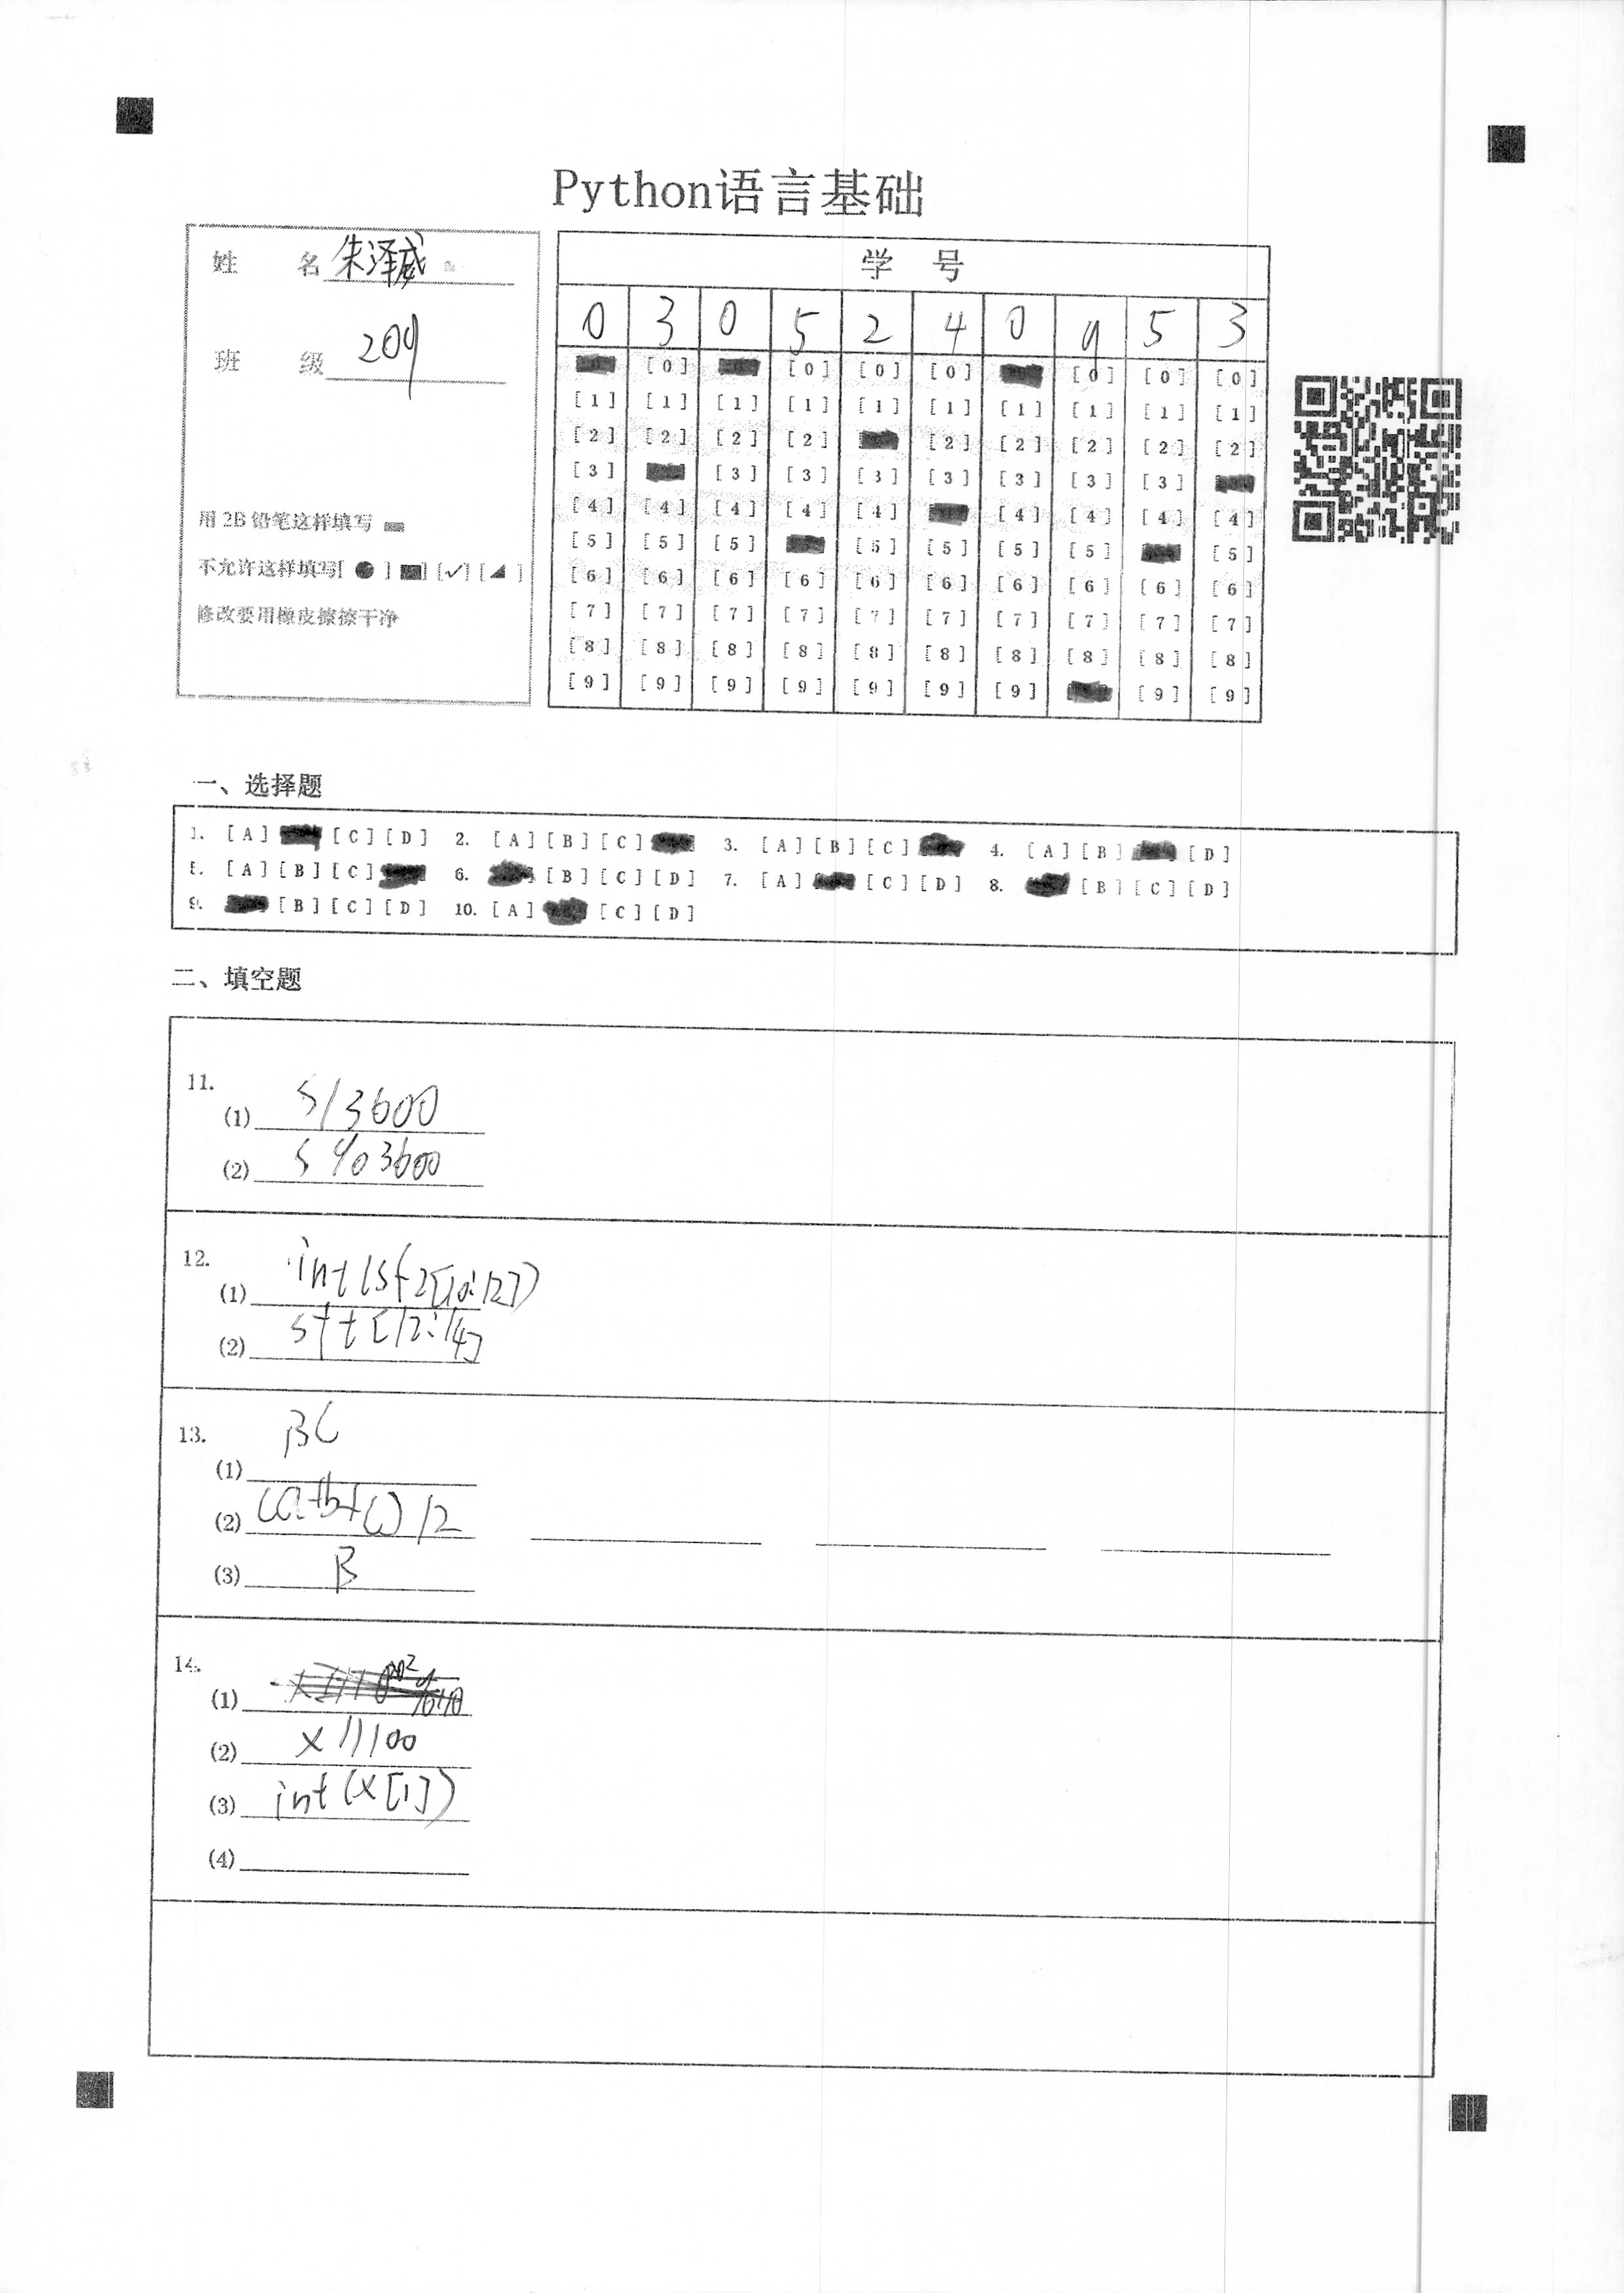 Python语言基础
姓 名 朱泽威
班 级 209
用 2B 铅笔这样填写
不允许这样填写[ ● ] [■] [✓] [◢ ]
修改要用橡皮擦擦干净
学 号
0 3 0 5 2 4 0 9 5 3
[0] [0] [0] [0] [0] [0] [0]
[1] [1] [1] [1] [1] [1] [1] [1] [1] [1]
[2] [2] [2] [2] [2] [2] [2] [2] [2]
[3] [3] [3] [3] [3] [3] [3] [3]
[4] [4] [4] [4] [4] [4] [4] [4] [4]
[5] [5] [5] [5] [5] [5] [5] [5]
[6] [6] [6] [6] [6] [6] [6] [6] [6] [6]
[7] [7] [7] [7] [7] [7] [7] [7] [7] [7]
[8] [8] [8] [8] [8] [8] [8] [8] [8] [8]
[9] [9] [9] [9] [9] [9] [9] [9] [9]
一、选择题
1. [A] [C] [D] 2. [A] [B] [C] 3. [A] [B] [C] 4. [A] [B] [D]
5. [A] [B] [C] 6. [B] [C] [D] 7. [A] [C] [D] 8. [B] [C] [D]
9. [B] [C] [D] 10. [A] [C] [D]
二、填空题
11.
(1) s/3600
(2) s%3600
12.
(1) int(str2[10:12])
(2) str[12:14]
13.
(1) BC
(2) (a+b+c)/2
(3) B
14.
(1)
(2) x//100
(3) int(x[1])
(4)